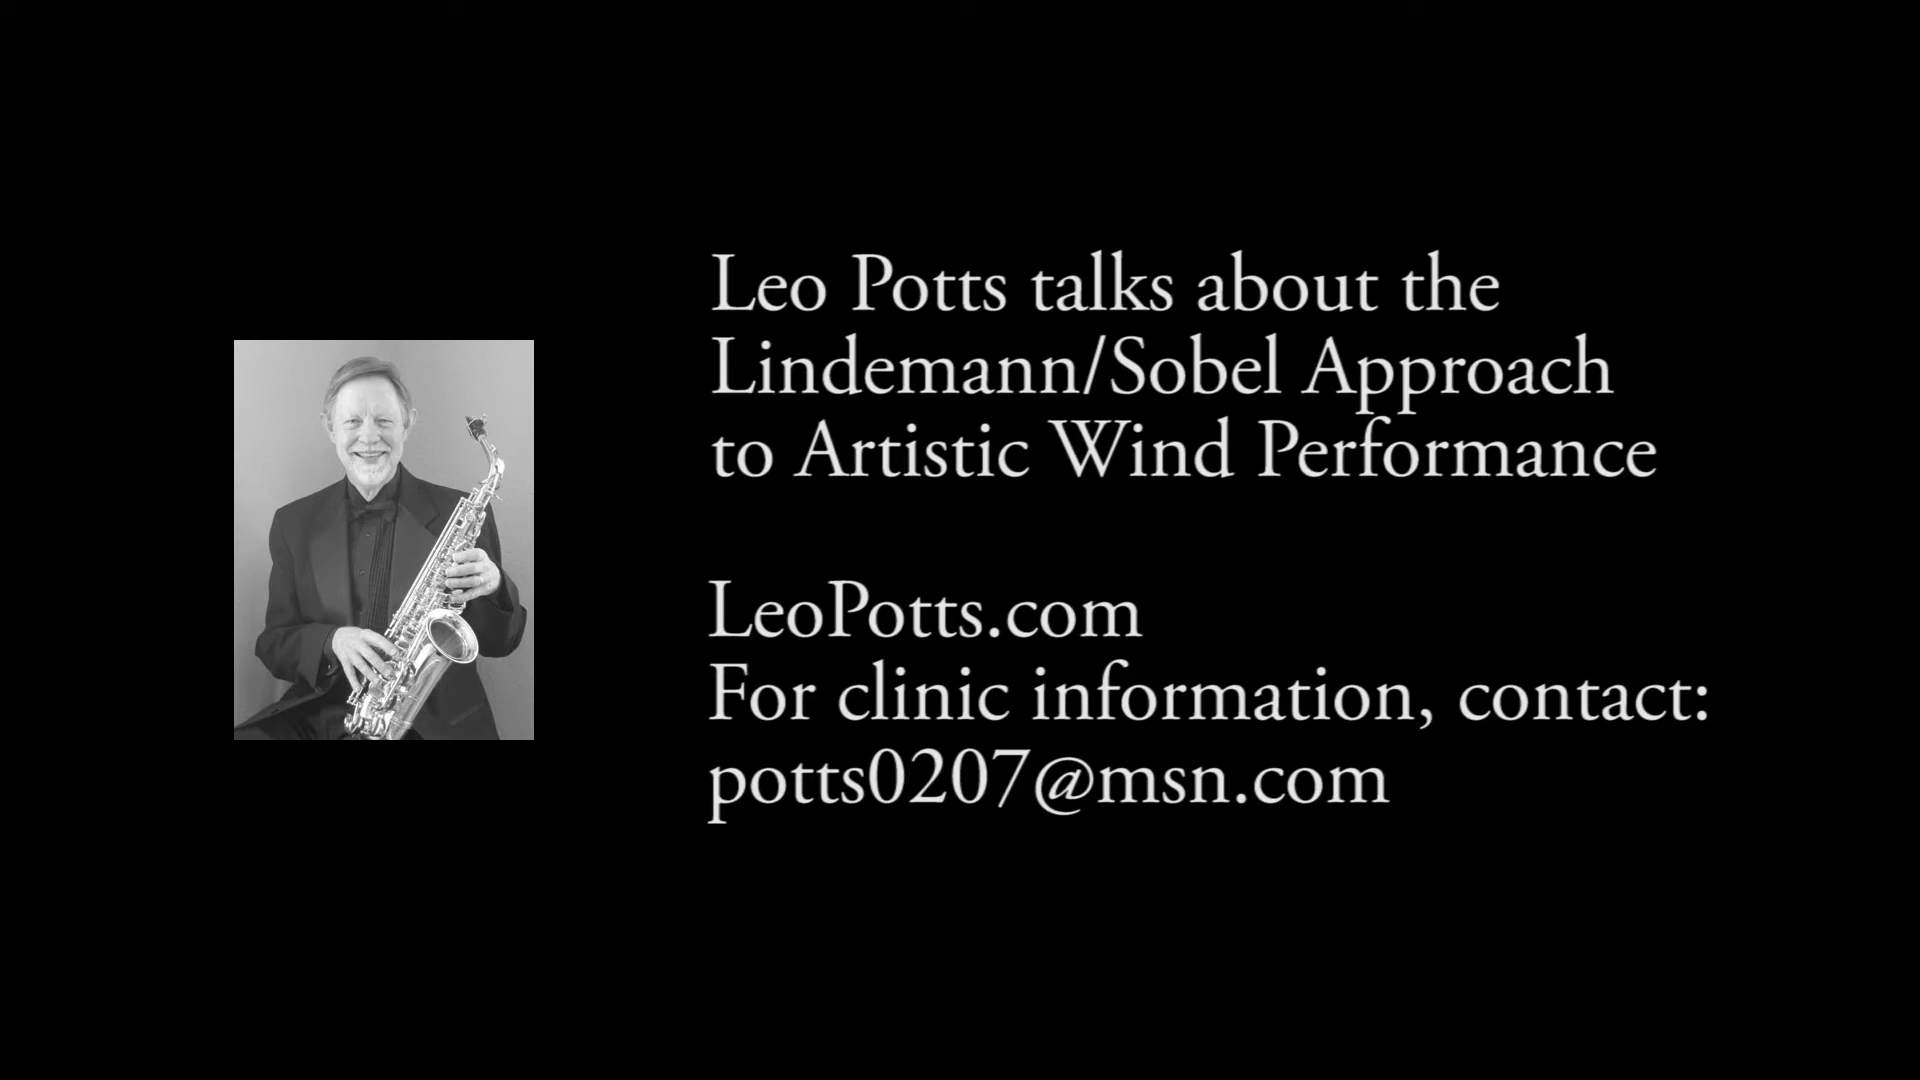 Leo Potts talks about the
Lindemann/Sobel Approach
to Artistic Wind Performance
LeoPotts.com
For clinic information, contact:
potts0207@msn.com